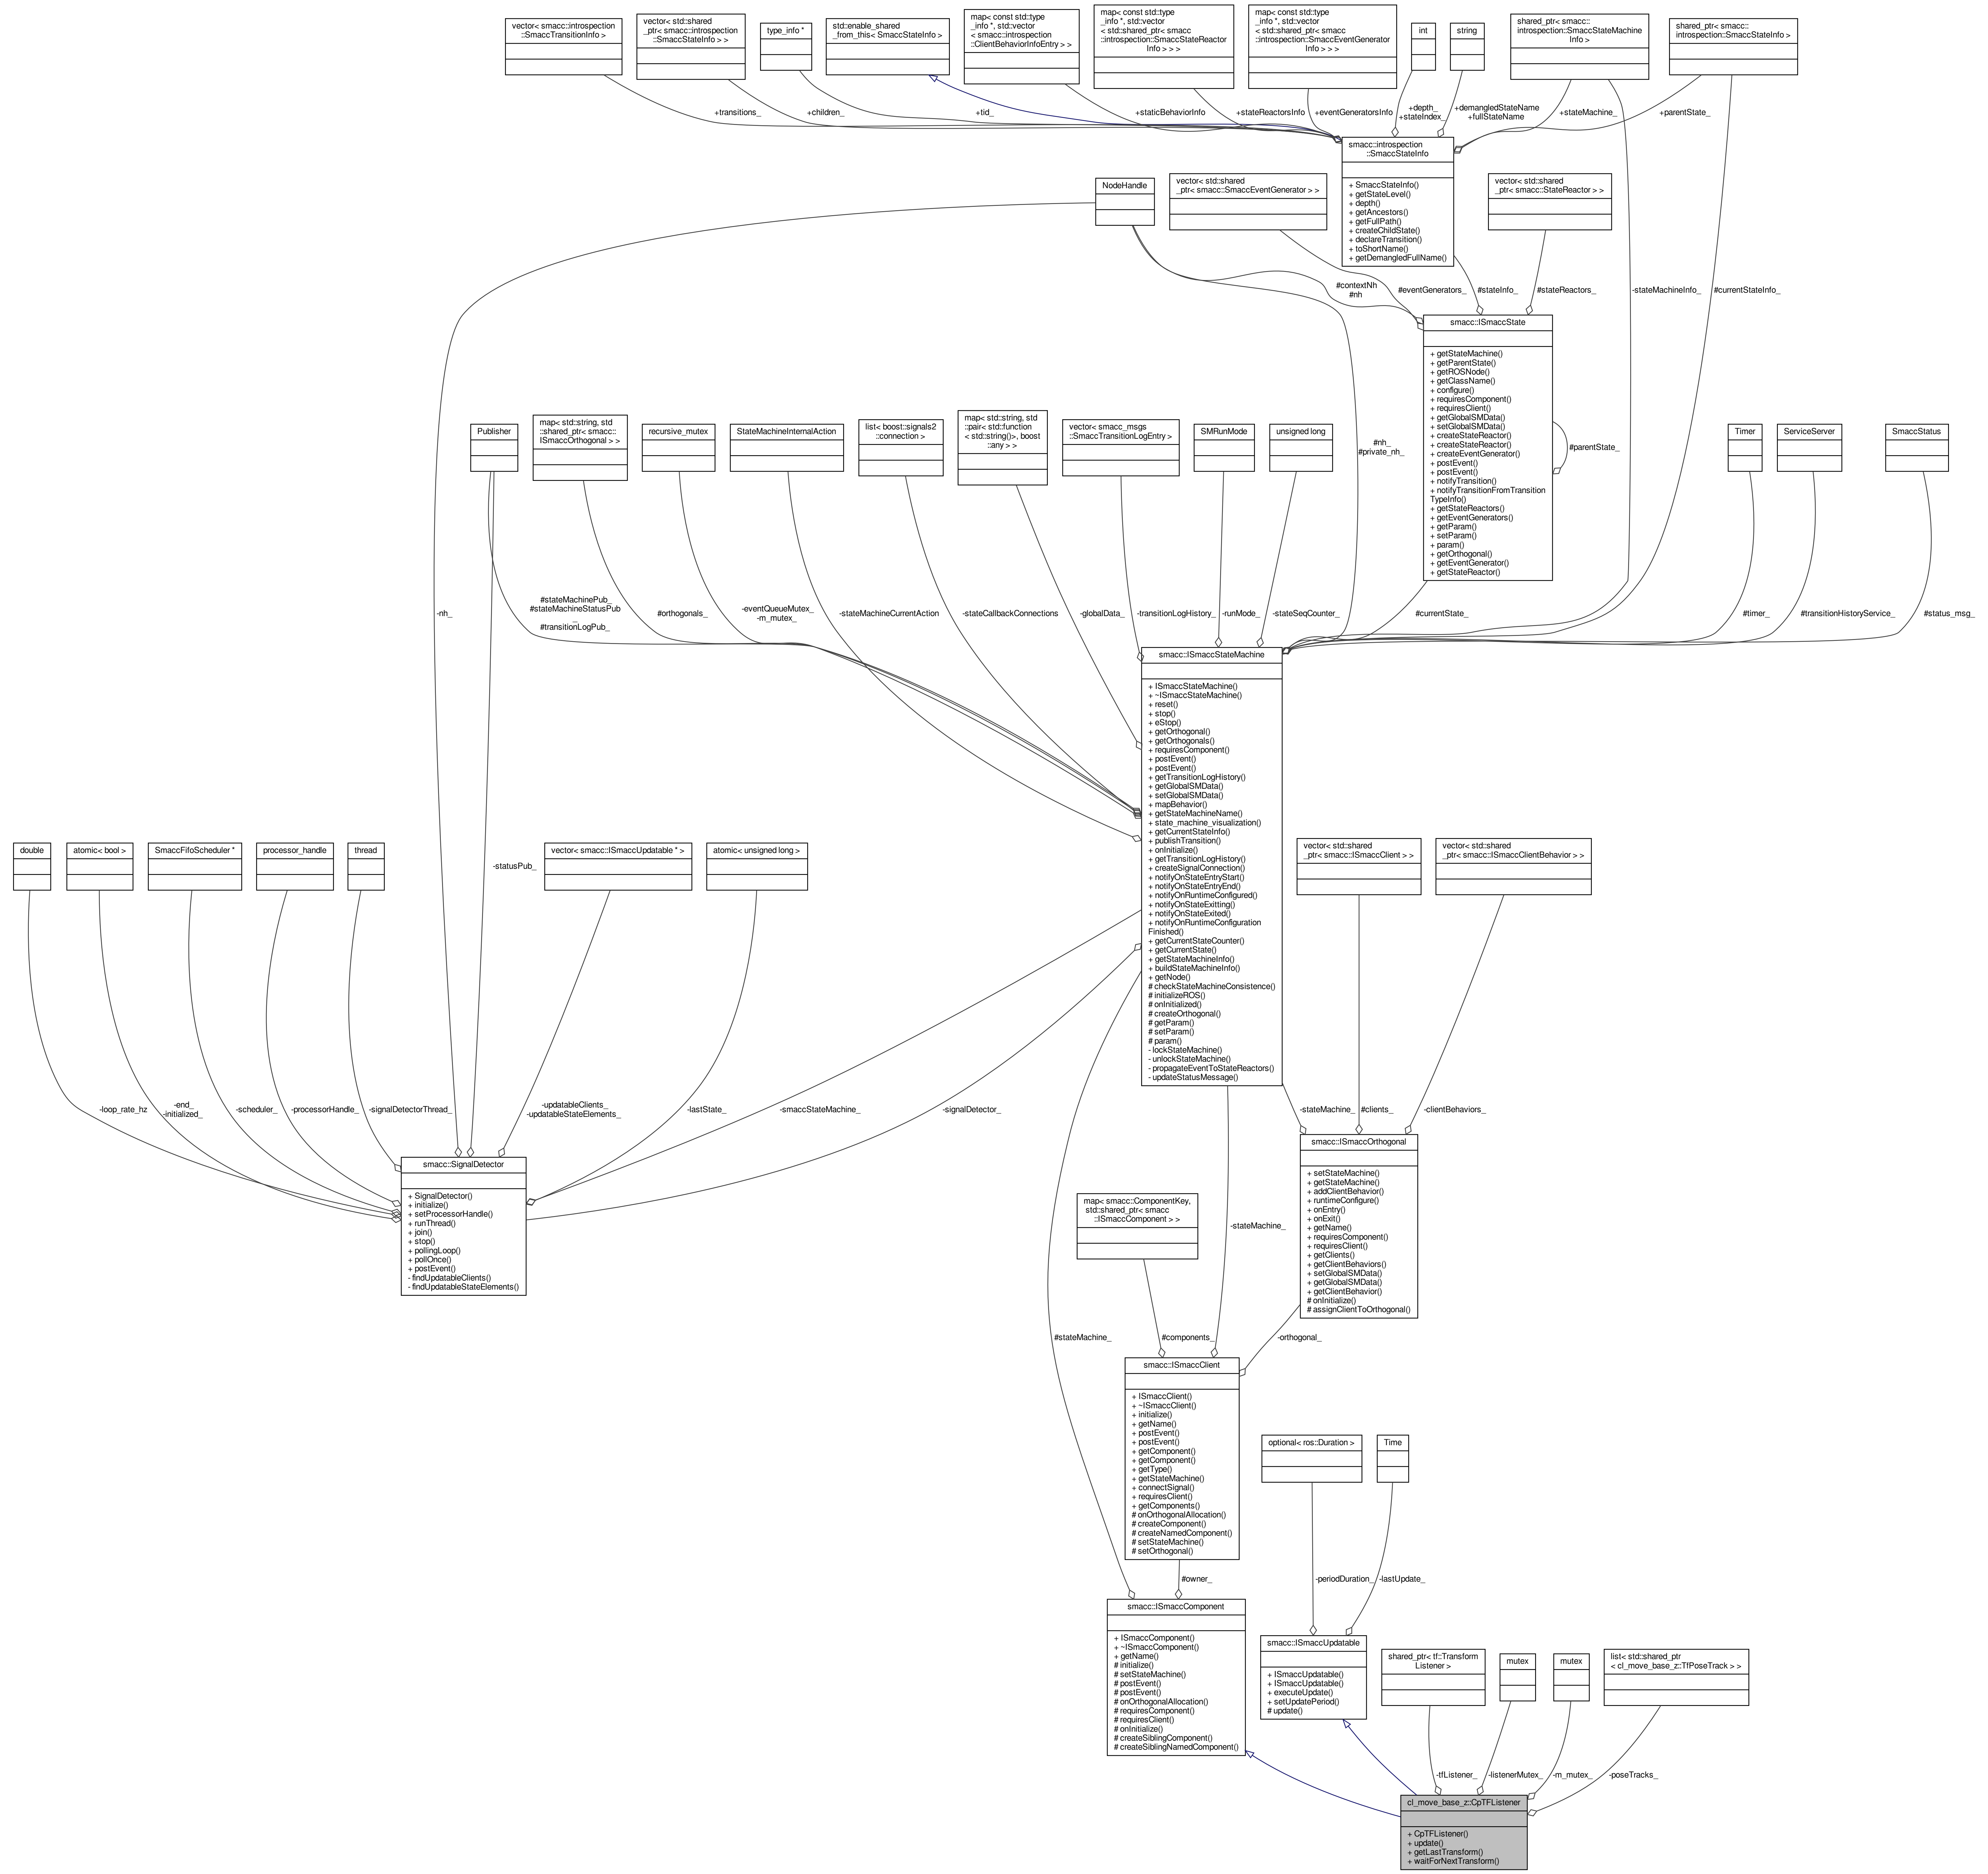 vector< smacc::introspection
::SmaccTransitionInfo >
vector< std::shared
_ptr< smacc::introspection
::SmaccStateInfo > >
type_info *
std::enable_shared
_from_this< SmaccStateInfo >
map< const std::type
_info *, std::vector
< smacc::introspection
::ClientBehaviorInfoEntry > >
map< const std::type
_info *, std::vector
< std::shared_ptr< smacc
::introspection::SmaccStateReactor
Info > > >
map< const std::type
_info *, std::vector
< std::shared_ptr< smacc
::introspection::SmaccEventGenerator
Info > > >
int
string
shared_ptr< smacc::
introspection::SmaccStateMachine
Info >
shared_ptr< smacc::
introspection::SmaccStateInfo >
+transitions_
+children_
+tid_
+staticBehaviorInfo
+stateReactorsInfo
+eventGeneratorsInfo
+depth_
+stateIndex_
+demangledStateName
+fullStateName
+stateMachine_
+parentState_
smacc::introspection
::SmaccStateInfo
+ SmaccStateInfo()
+ getStateLevel()
+ depth()
+ getAncestors()
+ getFullPath()
+ createChildState()
+ declareTransition()
+ toShortName()
+ getDemangledFullName()
NodeHandle
vector< std::shared
_ptr< smacc::SmaccEventGenerator > >
vector< std::shared
_ptr< smacc::StateReactor > >
#contextNh
#nh
#eventGenerators_
#stateInfo_
#stateReactors_
-stateMachineInfo_
#currentStateInfo_
smacc::ISmaccState
+ getStateMachine()
+ getParentState()
+ getROSNode()
+ getClassName()
+ configure()
+ requiresComponent()
+ requiresClient()
+ getGlobalSMData()
+ setGlobalSMData()
+ createStateReactor()
+ createStateReactor()
+ createEventGenerator()
+ postEvent()
+ postEvent()
+ notifyTransition()
+ notifyTransitionFromTransition
TypeInfo()
+ getStateReactors()
+ getEventGenerators()
+ getParam()
+ setParam()
+ param()
+ getOrthogonal()
+ getEventGenerator()
+ getStateReactor()
#parentState_
Publisher
map< std::string, std
::shared_ptr< smacc::
ISmaccOrthogonal > >
recursive_mutex
StateMachineInternalAction
list< boost::signals2
::connection >
map< std::string, std
::pair< std::function
< std::string()>, boost
::any > >
vector< smacc_msgs
::SmaccTransitionLogEntry >
SMRunMode
unsigned long
#nh_
#private_nh_
Timer
ServiceServer
SmaccStatus
-nh_
#stateMachinePub_
#stateMachineStatusPub
_
#transitionLogPub_
#orthogonals_
-eventQueueMutex_
-m_mutex_
-stateMachineCurrentAction
-stateCallbackConnections
-globalData_
-transitionLogHistory_
-runMode_
-stateSeqCounter_
#currentState_
#timer_
#transitionHistoryService_
#status_msg_
smacc::ISmaccStateMachine
+ ISmaccStateMachine()
+ ~ISmaccStateMachine()
+ reset()
+ stop()
+ eStop()
+ getOrthogonal()
+ getOrthogonals()
+ requiresComponent()
+ postEvent()
+ postEvent()
+ getTransitionLogHistory()
+ getGlobalSMData()
+ setGlobalSMData()
+ mapBehavior()
+ getStateMachineName()
+ state_machine_visualization()
+ getCurrentStateInfo()
+ publishTransition()
+ onInitialize()
+ getTransitionLogHistory()
+ createSignalConnection()
+ notifyOnStateEntryStart()
+ notifyOnStateEntryEnd()
+ notifyOnRuntimeConfigured()
+ notifyOnStateExitting()
+ notifyOnStateExited()
+ notifyOnRuntimeConfiguration
Finished()
+ getCurrentStateCounter()
+ getCurrentState()
+ getStateMachineInfo()
+ buildStateMachineInfo()
+ getNode()
# checkStateMachineConsistence()
# initializeROS()
# onInitialized()
# createOrthogonal()
# getParam()
# setParam()
# param()
- lockStateMachine()
- unlockStateMachine()
- propagateEventToStateReactors()
- updateStatusMessage()
double
atomic< bool >
SmaccFifoScheduler *
processor_handle
thread
-statusPub_
vector< smacc::ISmaccUpdatable * >
atomic< unsigned long >
vector< std::shared
_ptr< smacc::ISmaccClient > >
vector< std::shared
_ptr< smacc::ISmaccClientBehavior > >
-loop_rate_hz
-end_
-initialized_
-scheduler_
-processorHandle_
-signalDetectorThread_
-updatableClients_
-updatableStateElements_
-lastState_
-smaccStateMachine_
-signalDetector_
-stateMachine_
#clients_
-clientBehaviors_
smacc::SignalDetector
+ SignalDetector()
+ initialize()
+ setProcessorHandle()
+ runThread()
+ join()
+ stop()
+ pollingLoop()
+ pollOnce()
+ postEvent()
- findUpdatableClients()
- findUpdatableStateElements()
smacc::ISmaccOrthogonal
+ setStateMachine()
+ getStateMachine()
+ addClientBehavior()
+ runtimeConfigure()
+ onEntry()
+ onExit()
+ getName()
+ requiresComponent()
+ requiresClient()
+ getClients()
+ getClientBehaviors()
+ setGlobalSMData()
+ getGlobalSMData()
+ getClientBehavior()
# onInitialize()
# assignClientToOrthogonal()
map< smacc::ComponentKey,
std::shared_ptr< smacc
::ISmaccComponent > >
-stateMachine_
#stateMachine_
#components_
-orthogonal_
smacc::ISmaccClient
+ ISmaccClient()
+ ~ISmaccClient()
+ initialize()
+ getName()
+ postEvent()
+ postEvent()
+ getComponent()
+ getComponent()
+ getType()
+ getStateMachine()
+ connectSignal()
+ requiresClient()
+ getComponents()
# onOrthogonalAllocation()
# createComponent()
# createNamedComponent()
# setStateMachine()
# setOrthogonal()
optional< ros::Duration >
Time
#owner_
-periodDuration_
-lastUpdate_
smacc::ISmaccComponent
+ ISmaccComponent()
+ ~ISmaccComponent()
+ getName()
# initialize()
# setStateMachine()
# postEvent()
# postEvent()
# onOrthogonalAllocation()
# requiresComponent()
# requiresClient()
# onInitialize()
# createSiblingComponent()
# createSiblingNamedComponent()
smacc::ISmaccUpdatable
+ ISmaccUpdatable()
+ ISmaccUpdatable()
+ executeUpdate()
+ setUpdatePeriod()
# update()
shared_ptr< tf::Transform
Listener >
mutex
mutex
list< std::shared_ptr
< cl_move_base_z::TfPoseTrack > >
-tfListener_
-listenerMutex_
-m_mutex_
-poseTracks_
cl_move_base_z::CpTFListener
+ CpTFListener()
+ update()
+ getLastTransform()
+ waitForNextTransform()